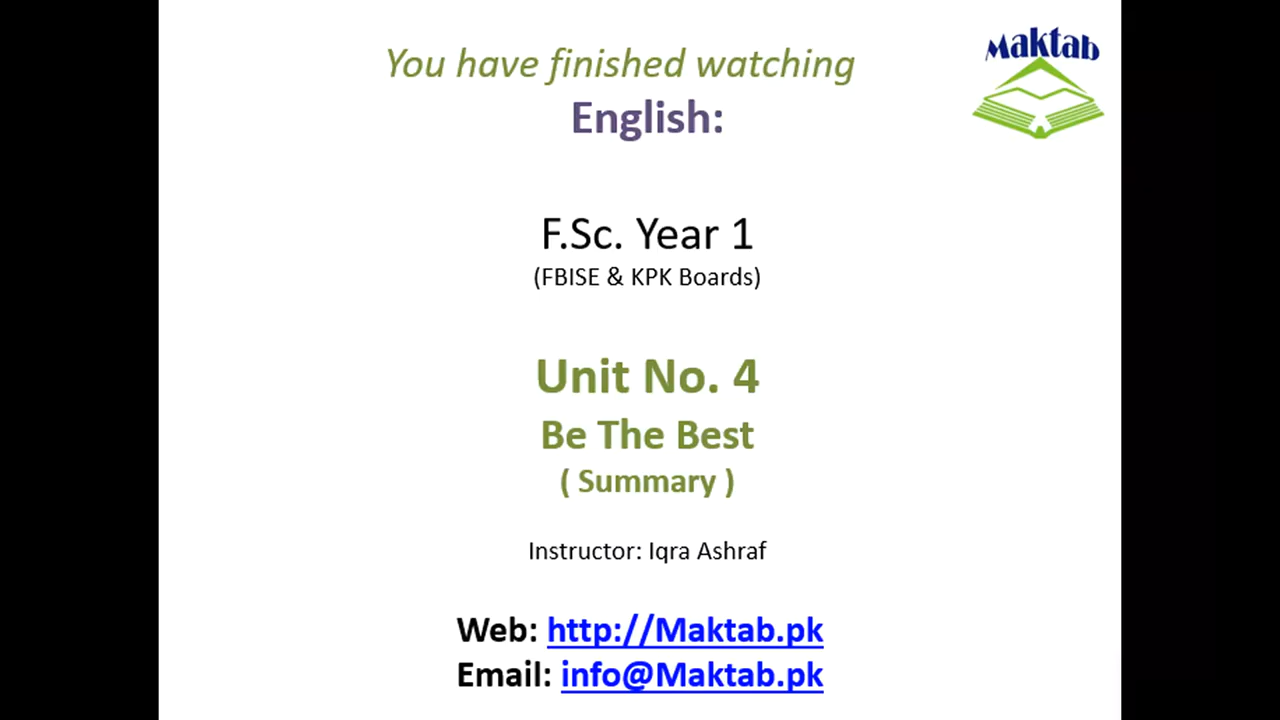 You have finished watching
Maktab
English:
F.Sc. Year 1
(FBISE & KPK Boards)
Unit No. 4
Be The Best
( Summary )
Instructor: Iqra Ashraf
Web: http://Maktab.pk
Email: info@Maktab.pk